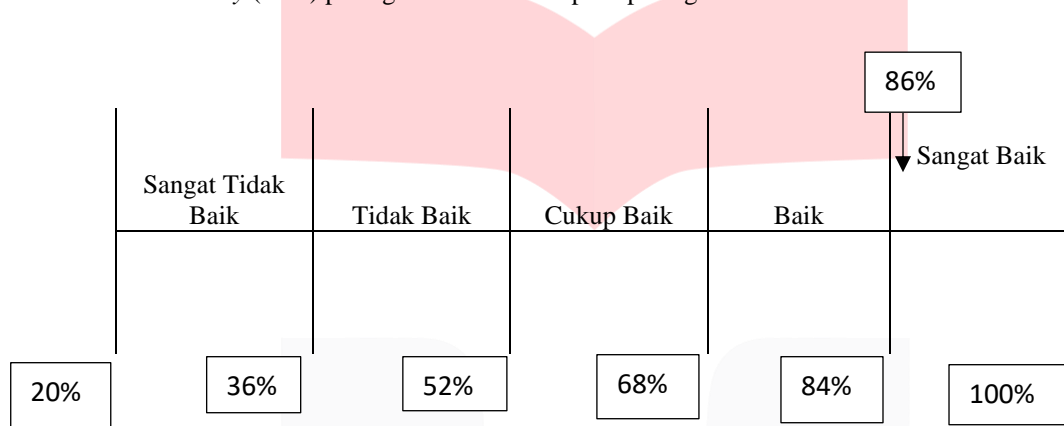 86%
Sangat Baik
Sangat Tidak
Baik
Tidak Baik
Cukup Baik
Baik
20%
36%
52%
68%
84%
100%